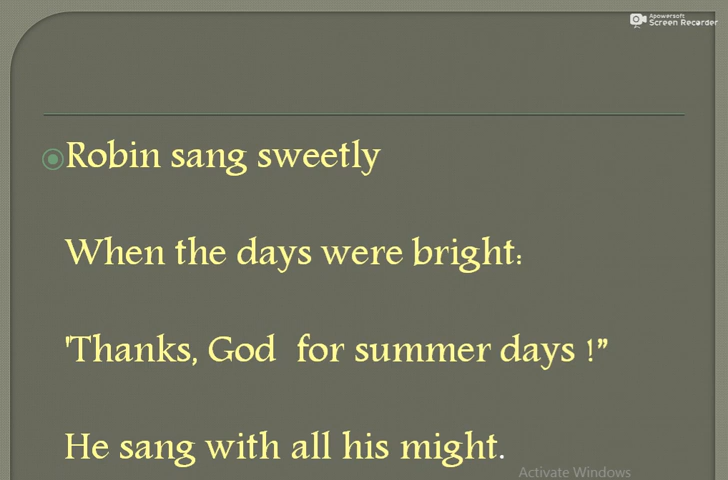 Apowersoft
Screen Recorder
Robin sang sweetly
When the days were bright:
'Thanks, God  for summer days !”
He sang with all his might.
Activate Windows